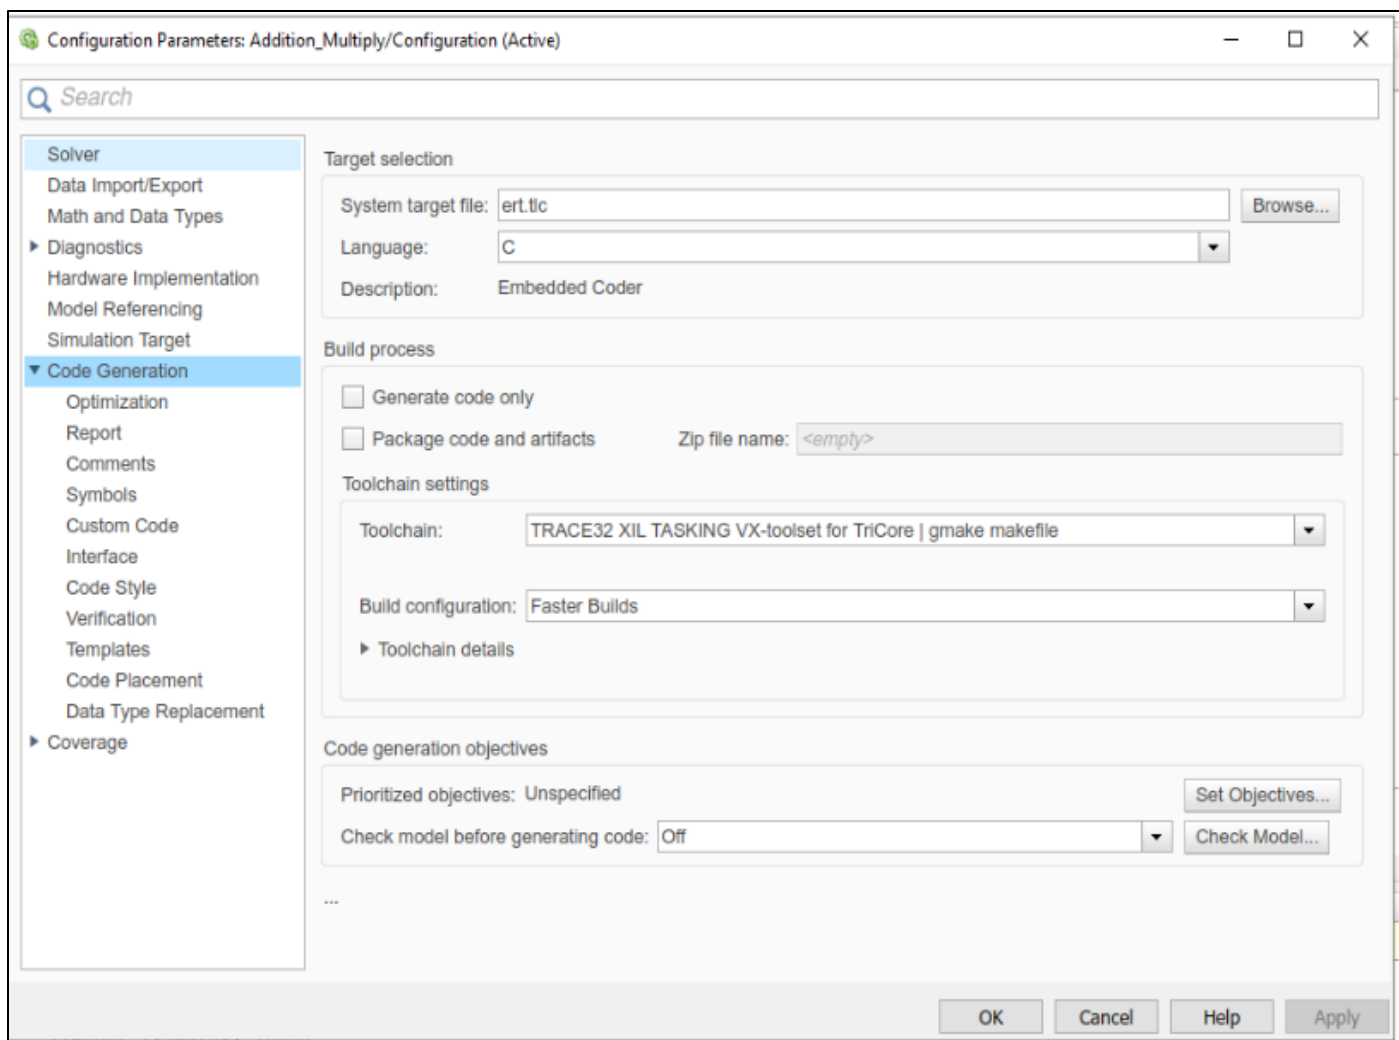 Configuration Parameters: Addition_Multiply/Configuration (Active)
Search
Solver
Data Import/Export
Math and Data Types
Diagnostics
Hardware Implementation
Model Referencing
Simulation Target
Code Generation
Optimization
Report
Comments
Symbols
Custom Code
Interface
Code Style
Verification
Templates
Code Placement
Data Type Replacement
Coverage
Target selection
System target file: ert.tlc Browse...
Language: C
Description: Embedded Coder
Build process
Generate code only
Package code and artifacts Zip file name: <empty>
Toolchain settings
Toolchain: TRACE32 XIL TASKING VX-toolset for TriCore | gmake makefile
Build configuration: Faster Builds
Toolchain details
Code generation objectives
Prioritized objectives: Unspecified Set Objectives...
Check model before generating code: Off Check Model...
...
OK Cancel Help Apply